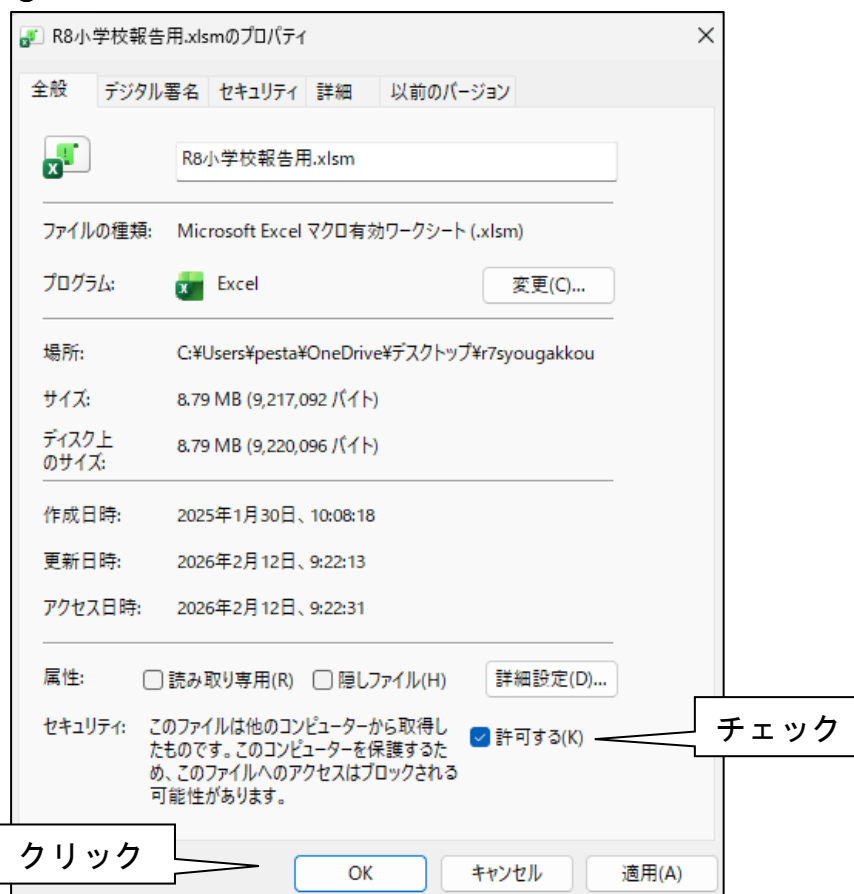 R8小学校報告用.xlsmのプロパティ
全般 デジタル署名 セキュリティ 詳細 以前のバージョン
R8小学校報告用.xlsm
ファイルの種類: Microsoft Excel マクロ有効ワークシート (.xlsm)
プログラム: Excel 変更(C)...
場所: C:¥Users¥pesta¥OneDrive¥デスクトップ¥r7syougakkou
サイズ: 8.79 MB (9,217,092 バイト)
ディスク上
のサイズ: 8.79 MB (9,220,096 バイト)
作成日時: 2025年1月30日、10:08:18
更新日時: 2026年2月12日、9:22:13
アクセス日時: 2026年2月12日、9:22:31
属性: 読み取り専用(R) 隠しファイル(H) 詳細設定(D)...
セキュリティ: このファイルは他のコンピューターから取得し
たものです。このコンピューターを保護するた
め、このファイルへのアクセスはブロックされる
可能性があります。
許可する(K)
チェック
クリック
OK キャンセル 適用(A)